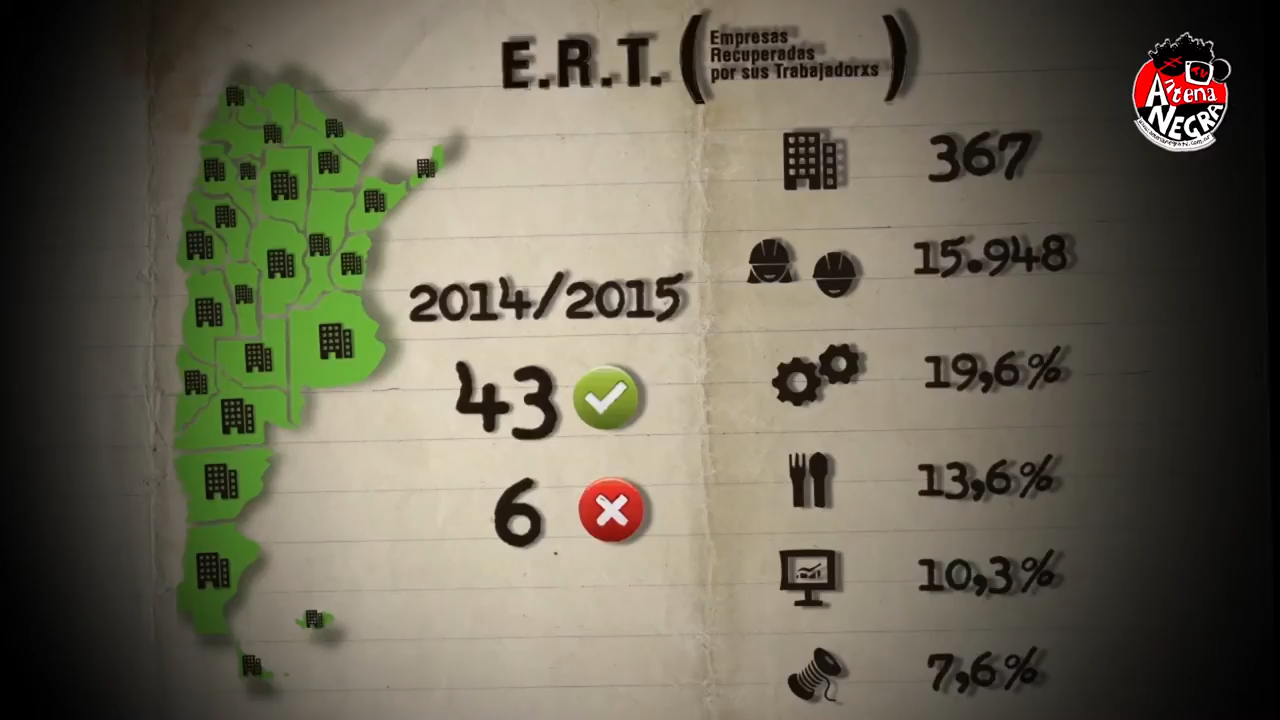 E.R.T. (Empresas
Recuperadas
por sus Trabajadorxs)
TV
Antena
NEGRA
367
15.948
2014/2015
19,6%
43
13,6%
6
10,3%
7,6%